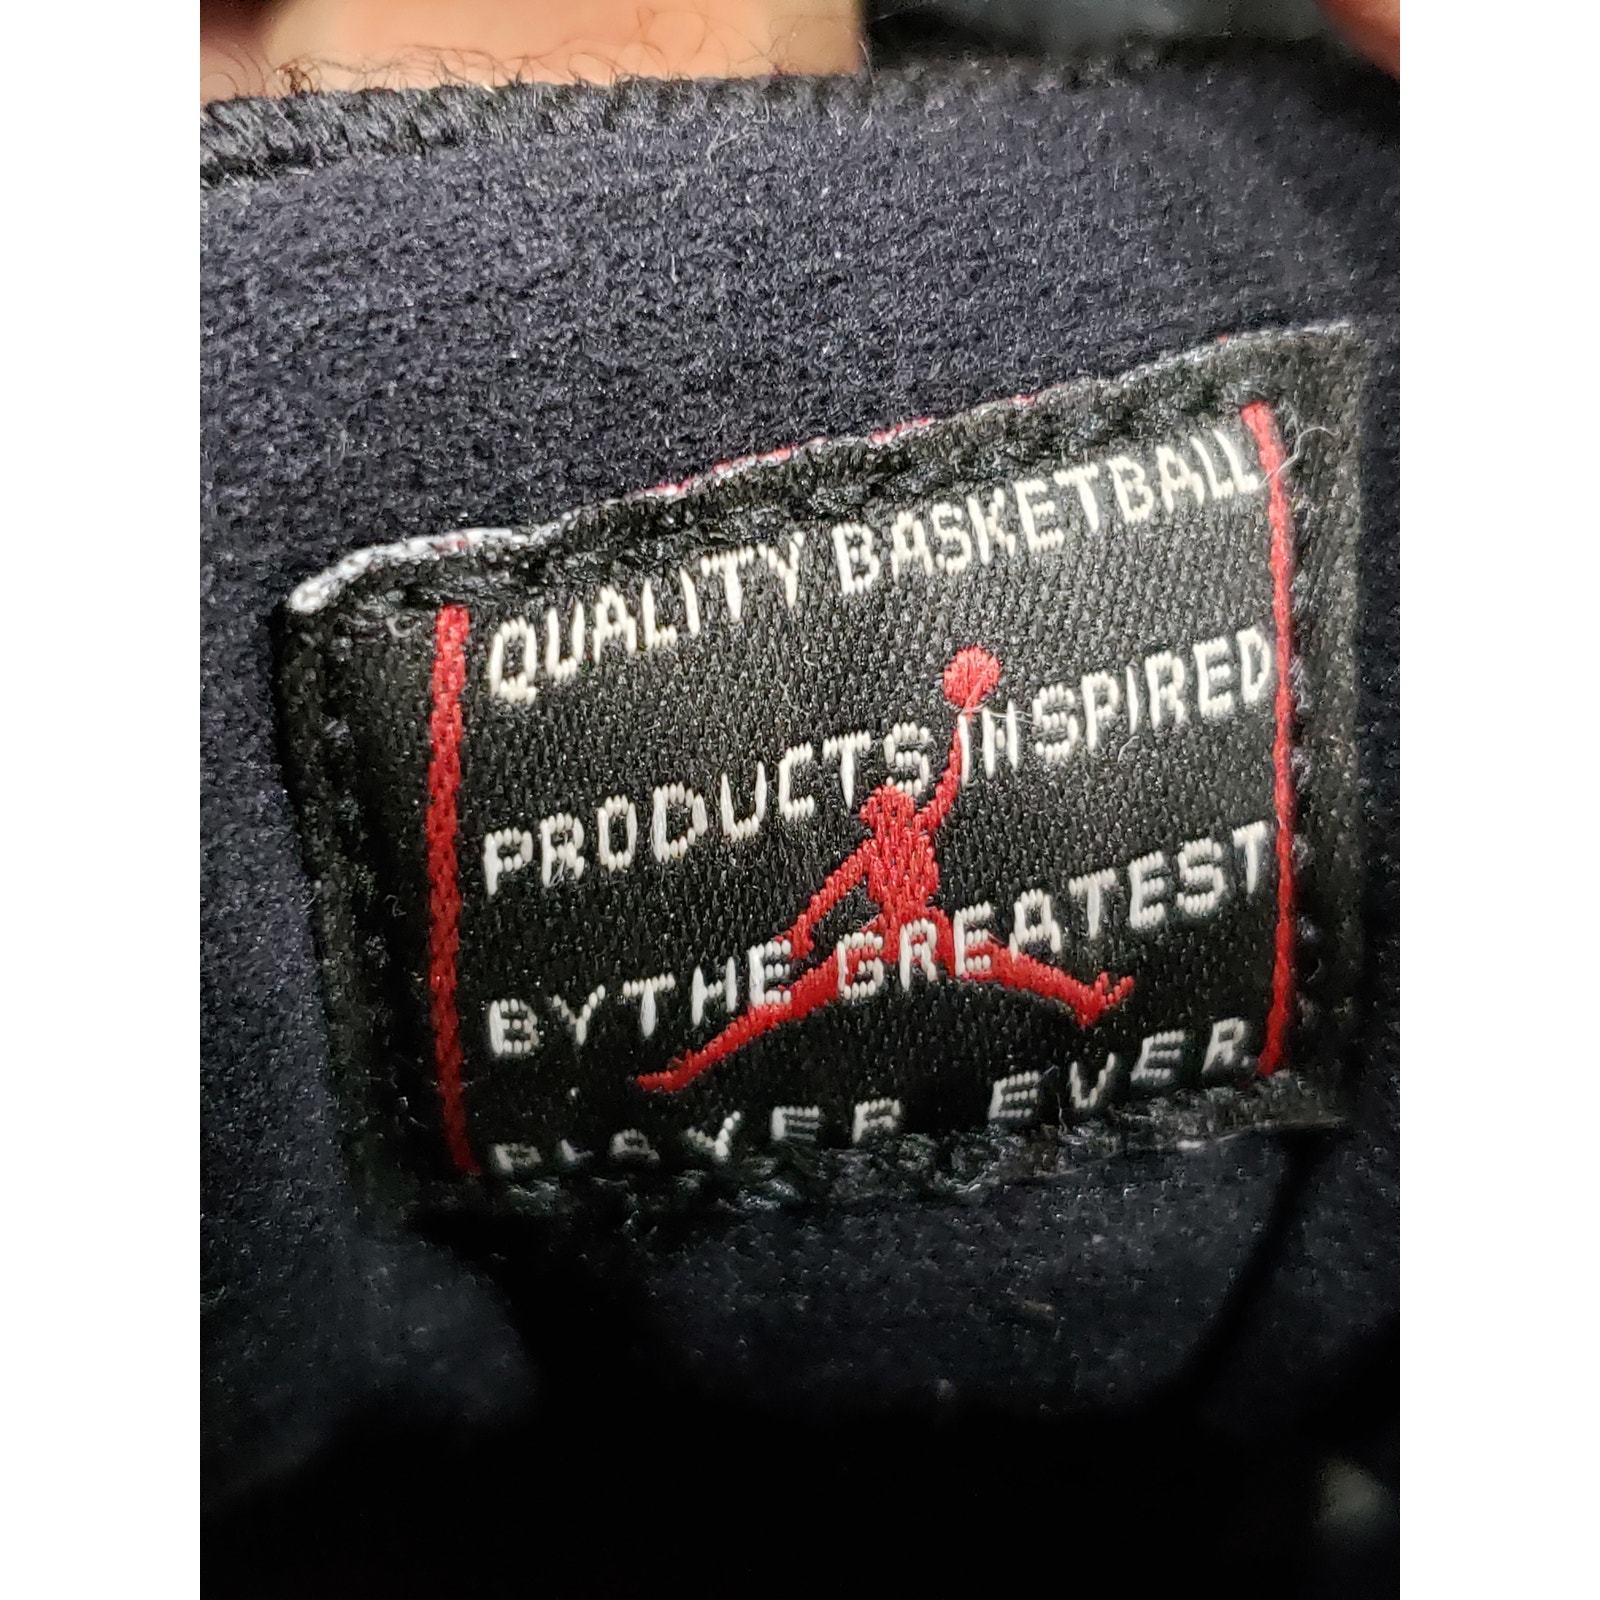 QUALITY BASKETBALL
PRODUCTS INSPIRED
BY THE GREATEST
PLAYER EVER.